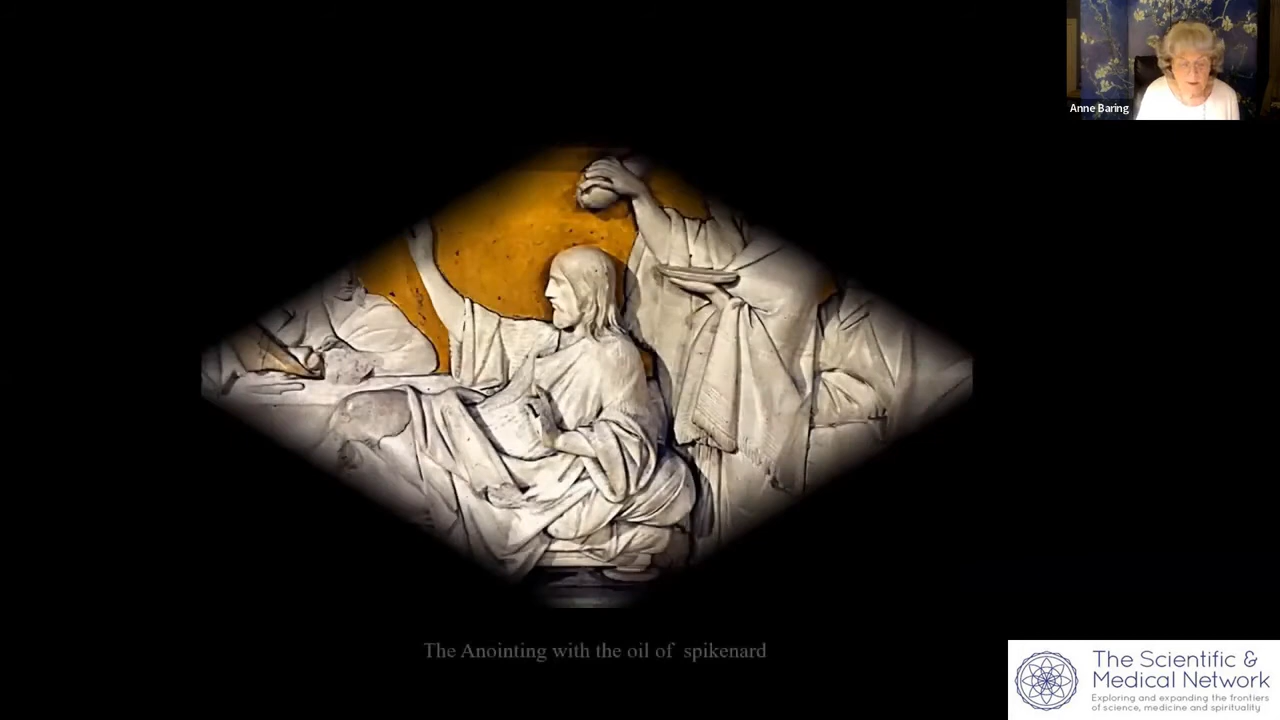 Anne Baring
The Anointing with the oil of spikenard
The Scientific &
Medical Network
Exploring and expanding the frontiers
of science, medicine and spirituality